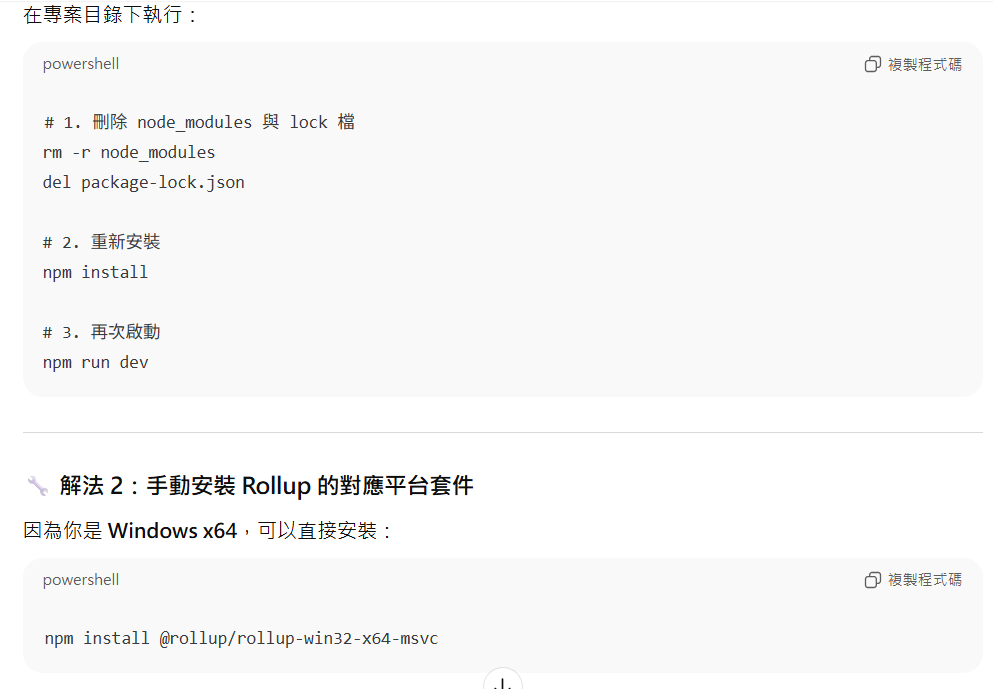 在專案目錄下執行：
powershell
複製程式碼
# 1. 刪除 node_modules 與 lock 檔
rm -r node_modules
del package-lock.json
# 2. 重新安裝
npm install
# 3. 再次啟動
npm run dev
解法 2：手動安裝 Rollup 的對應平台套件
因為你是 Windows x64，可以直接安裝：
powershell
複製程式碼
npm install @rollup/rollup-win32-x64-msvc